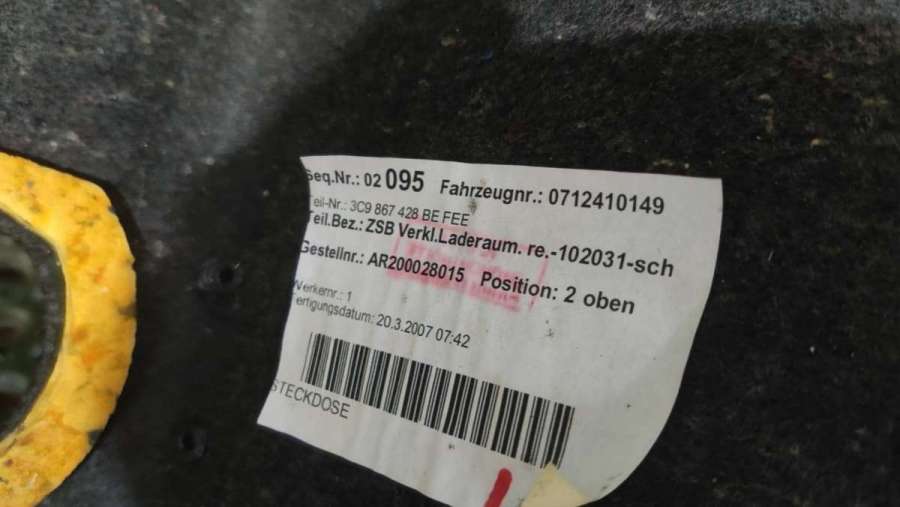 Seq.Nr.: 02 095 Fahrzeugnr.: 0712410149
Teil-Nr.: 3C9 867 428 BE FEE
Teil.Bez.: ZSB Verkl.Laderaum. re.-102031-sch
Gestellnr.: AR200028015 Position: 2 oben
Werkernr.: 1
Fertigungsdatum: 20.3.2007 07:42
STECKDOSE